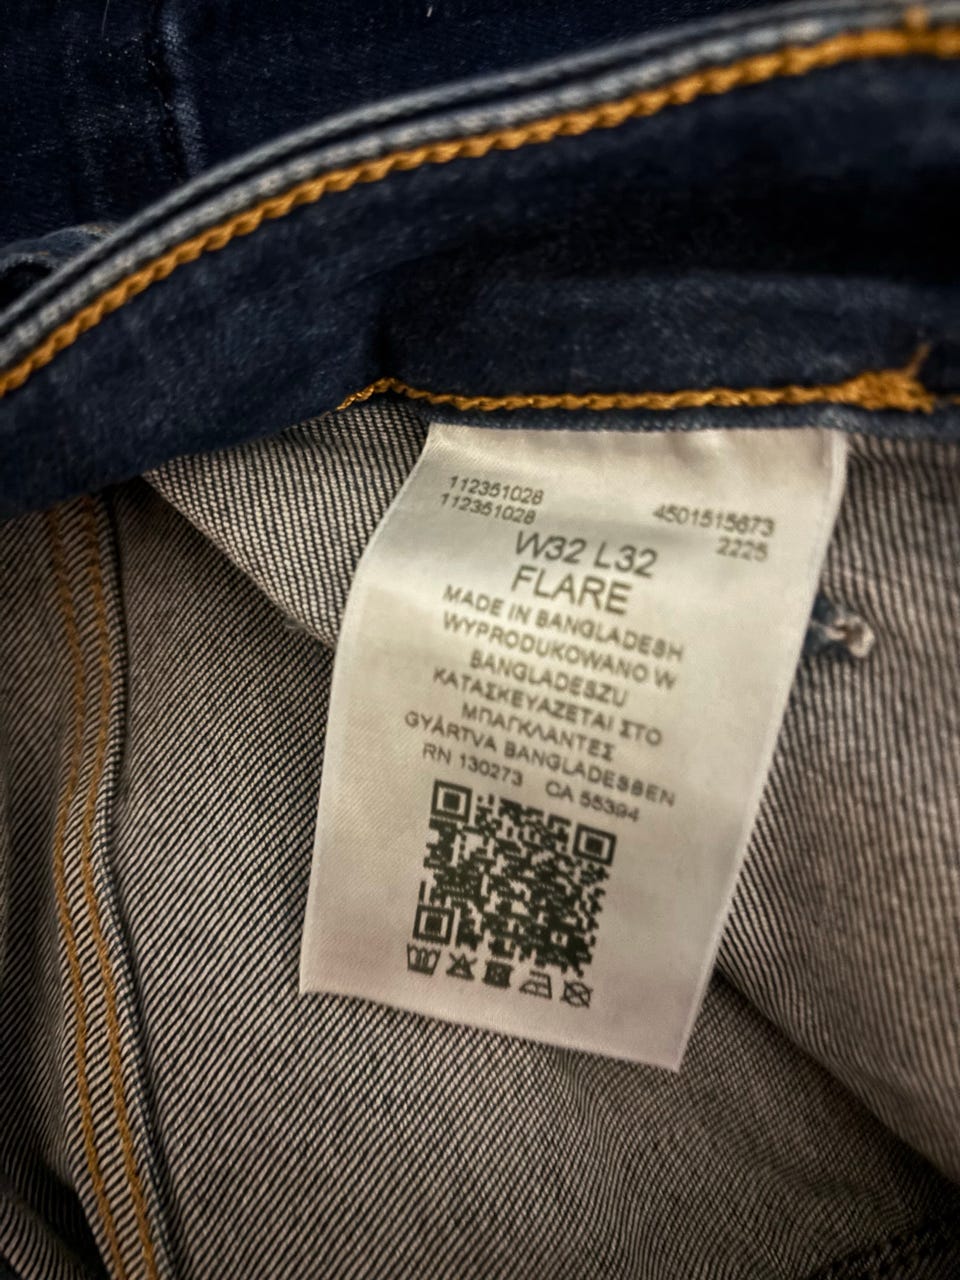 112351028
112351028
4501515673
2225
W32 L32
FLARE
MADE IN BANGLADESH
WYPRODUKOWANO W
BANGLADESZU
ΚΑΤΑΣΚΕΥΑΖΕΤΑΙ ΣΤΟ
ΜΠΑΓΚΛΑΝΤΕΣ
GYÁRTVA BANGLADESBEN
RN 130273 CA 55394